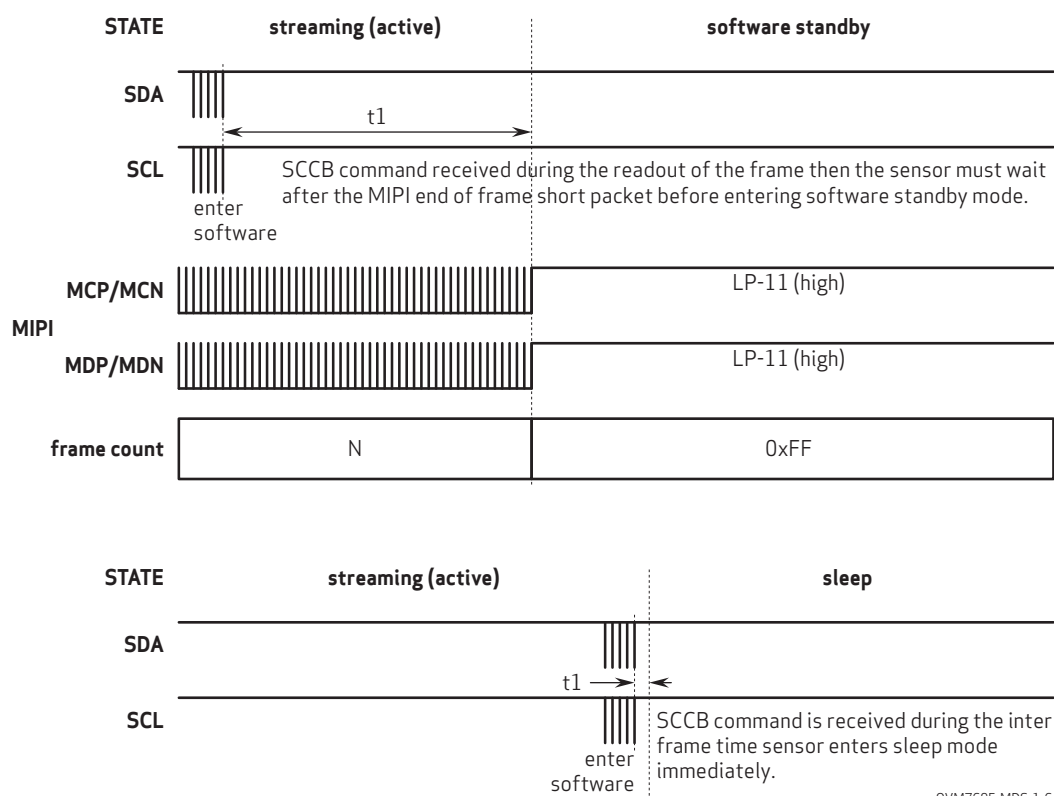 STATE streaming (active) software standby
SDA
t1
SCL SCCB command received during the readout of the frame then the sensor must wait
after the MIPI end of frame short packet before entering software standby mode.
enter
software
MCP/MCN LP-11 (high)
MIPI
MDP/MDN LP-11 (high)
frame count N 0xFF
STATE streaming (active) sleep
SDA
t1
SCL SCCB command is received during the inter
frame time sensor enters sleep mode
immediately.
enter
software